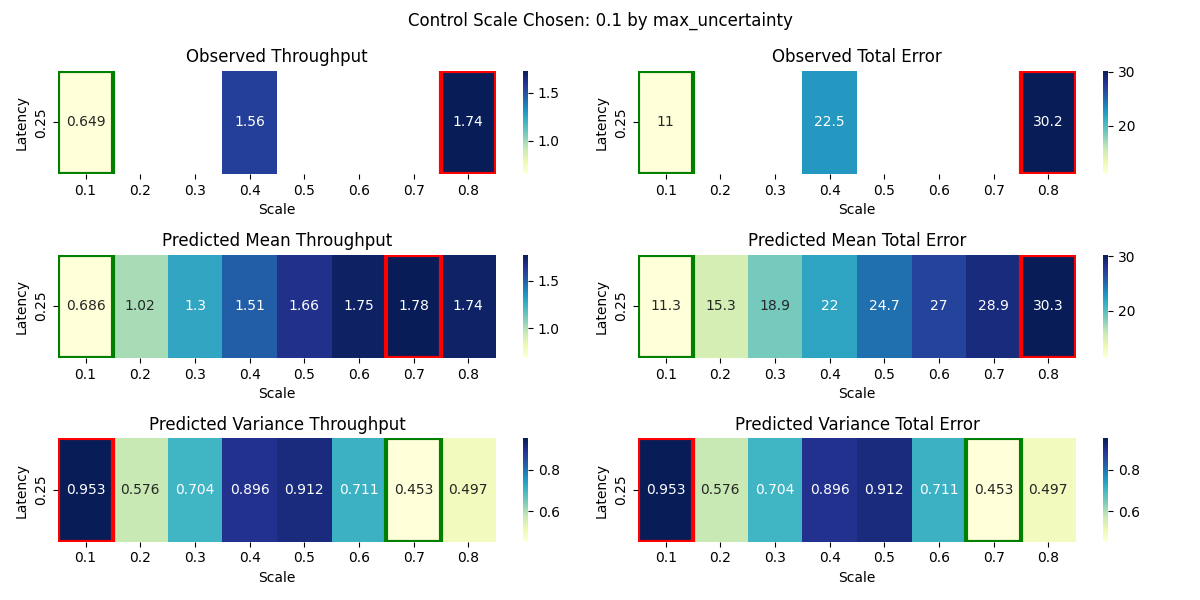 Control Scale Chosen: 0.1 by max_uncertainty
Observed Throughput
Latency
0.25
0.649 1.56 1.74
0.1 0.2 0.3 0.4 0.5 0.6 0.7 0.8
Scale
1.5
1.0
Observed Total Error
Latency
0.25
11 22.5 30.2
0.1 0.2 0.3 0.4 0.5 0.6 0.7 0.8
Scale
30
20
Predicted Mean Throughput
Latency
0.25
0.686 1.02 1.3 1.51 1.66 1.75 1.78 1.74
0.1 0.2 0.3 0.4 0.5 0.6 0.7 0.8
Scale
1.5
1.0
Predicted Mean Total Error
Latency
0.25
11.3 15.3 18.9 22 24.7 27 28.9 30.3
0.1 0.2 0.3 0.4 0.5 0.6 0.7 0.8
Scale
30
20
Predicted Variance Throughput
Latency
0.25
0.953 0.576 0.704 0.896 0.912 0.711 0.453 0.497
0.1 0.2 0.3 0.4 0.5 0.6 0.7 0.8
Scale
0.8
0.6
Predicted Variance Total Error
Latency
0.25
0.953 0.576 0.704 0.896 0.912 0.711 0.453 0.497
0.1 0.2 0.3 0.4 0.5 0.6 0.7 0.8
Scale
0.8
0.6